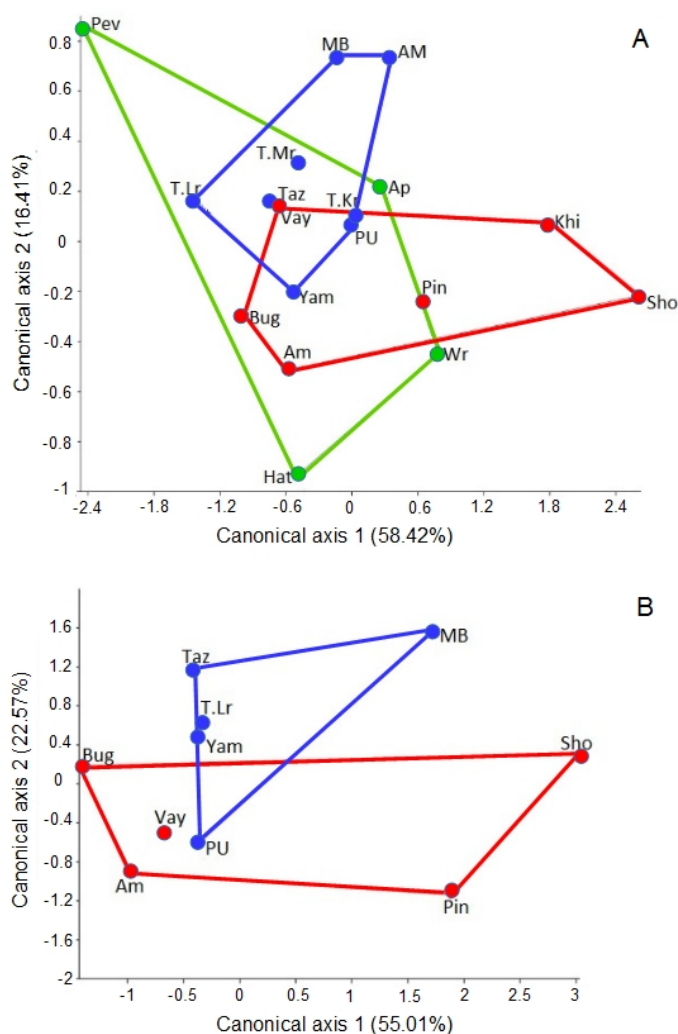 A
Pev
MB
AM
T.Mr
T.Lr
Taz
Vay
T.Kr
PU
Ap
Khi
Yam
Bug
Pin
Sho
Am
Wr
Hat
Canonical axis 2 (16.41%)
0.8
0.6
0.4
0.2
0
-0.2
-0.4
-0.6
-0.8
-1
-2.4 -1.8 -1.2 -0.6 0 0.6 1.2 1.8 2.4
Canonical axis 1 (58.42%)
B
MB
Taz
T.Lr
Yam
Bug
Sho
Vay
PU
Am
Pin
Canonical axis 2 (22.57%)
1.6
1.2
0.8
0.4
0
-0.4
-0.8
-1.2
-1.6
-2
-1 -0.5 0 0.5 1 1.5 2 2.5 3
Canonical axis 1 (55.01%)